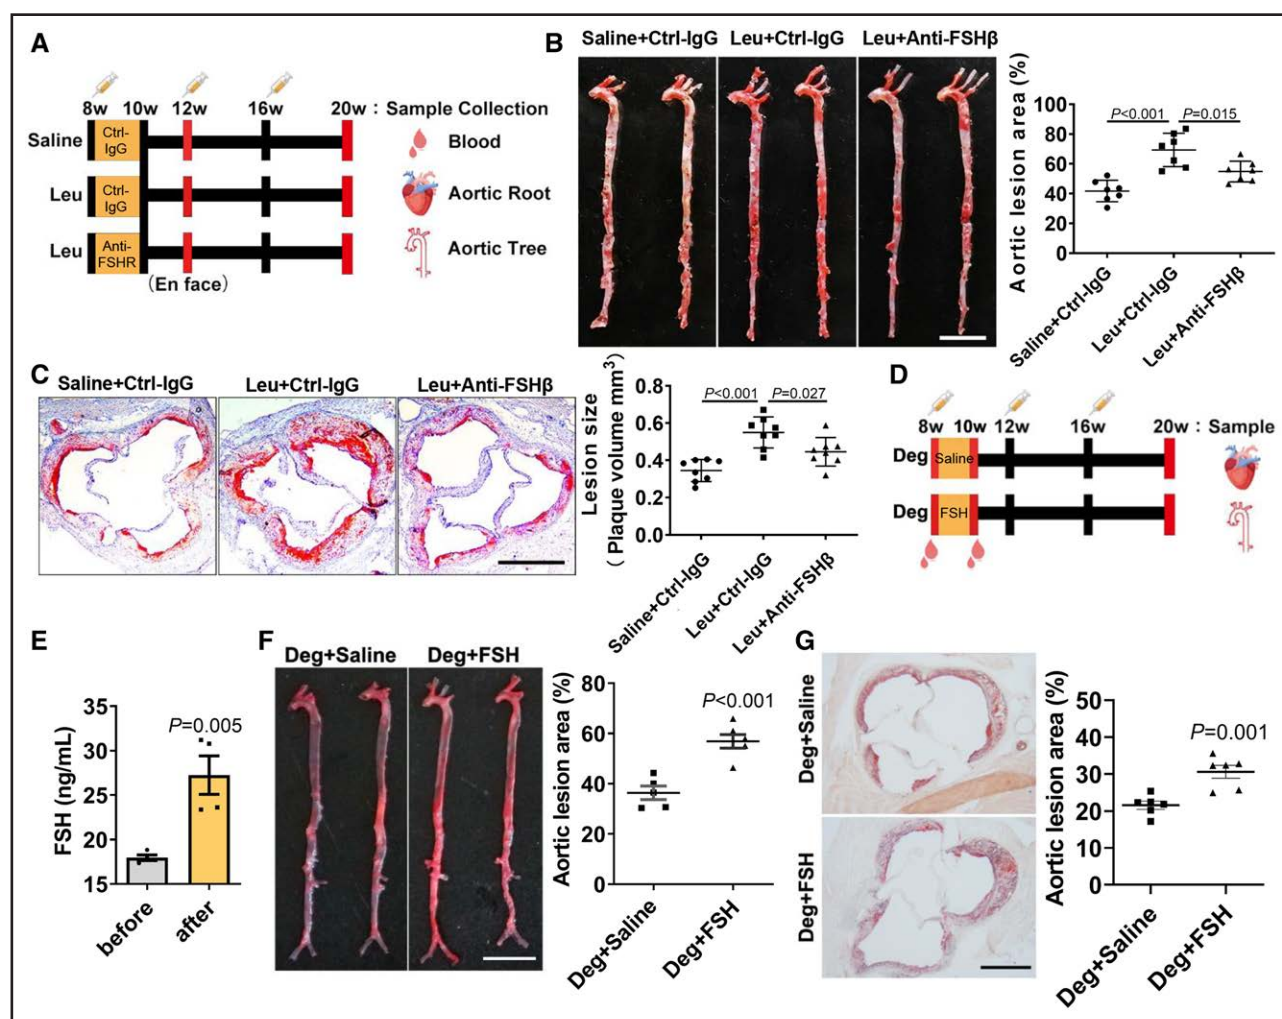 A
8w 10w 12w 16w 20w : Sample Collection
Saline
Ctrl-
IgG
Blood
Leu
Ctrl-
IgG
Aortic Root
Leu
Anti-
FSHR
Aortic Tree
(En face)
B
Saline+Ctrl-IgG Leu+Ctrl-IgG Leu+Anti-FSHβ
Aortic lesion area (%)
100
80
60
40
20
0
P<0.001 P=0.015
Saline+Ctrl-IgG
Leu+Ctrl-IgG
Leu+Anti-FSHβ
C
Saline+Ctrl-IgG Leu+Ctrl-IgG Leu+Anti-FSHβ
Lesion size
( Plaque volume mm³)
0.8
0.6
0.4
0.2
0.0
P<0.001 P=0.027
Saline+Ctrl-IgG
Leu+Ctrl-IgG
Leu+Anti-FSHβ
D
8w 10w 12w 16w 20w : Sample
Deg Saline
Deg FSH
E
FSH (ng/mL)
35
30
25
20
15
P=0.005
before
after
F
Deg+Saline Deg+FSH
Aortic lesion area (%)
80
60
40
20
0
P<0.001
Deg+Saline
Deg+FSH
G
Deg+Saline
Deg+FSH
Aortic lesion area (%)
50
40
30
20
10
0
P=0.001
Deg+Saline
Deg+FSH